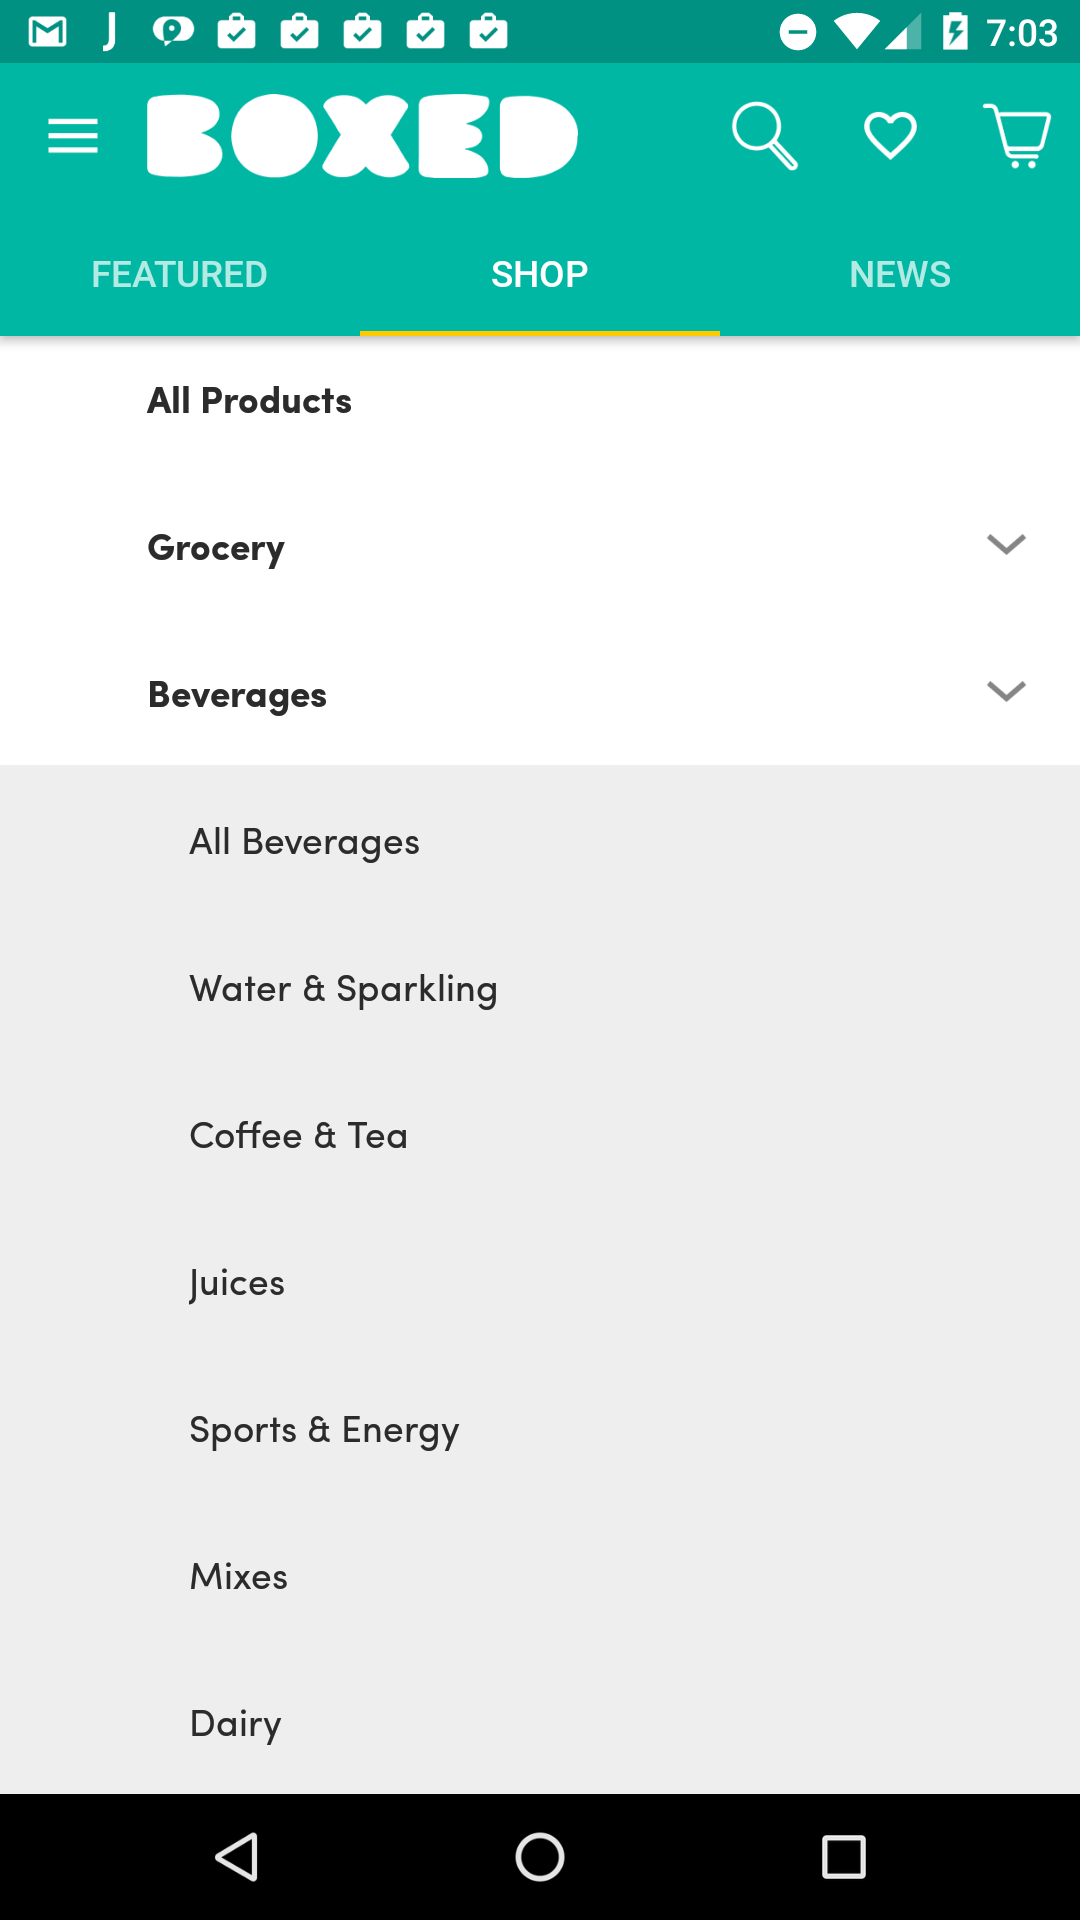 7:03
BOXED
FEATURED SHOP NEWS
All Products
Grocery
Beverages
All Beverages
Water & Sparkling
Coffee & Tea
Juices
Sports & Energy
Mixes
Dairy